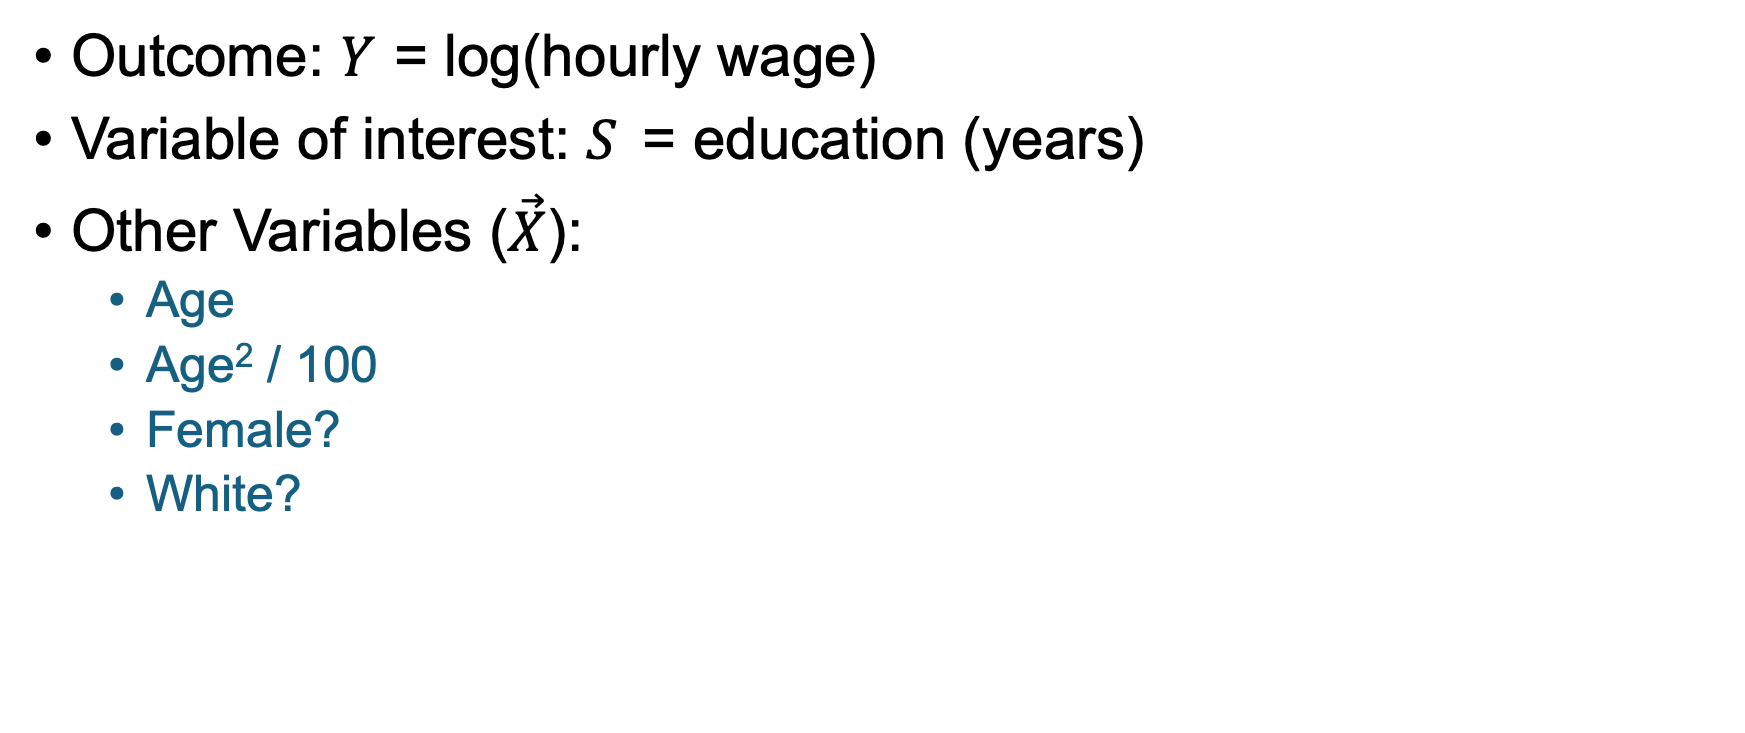 • Outcome: Y = log(hourly wage)
• Variable of interest: S = education (years)
• Other Variables (X⃗):
• Age
• Age² / 100
• Female?
• White?